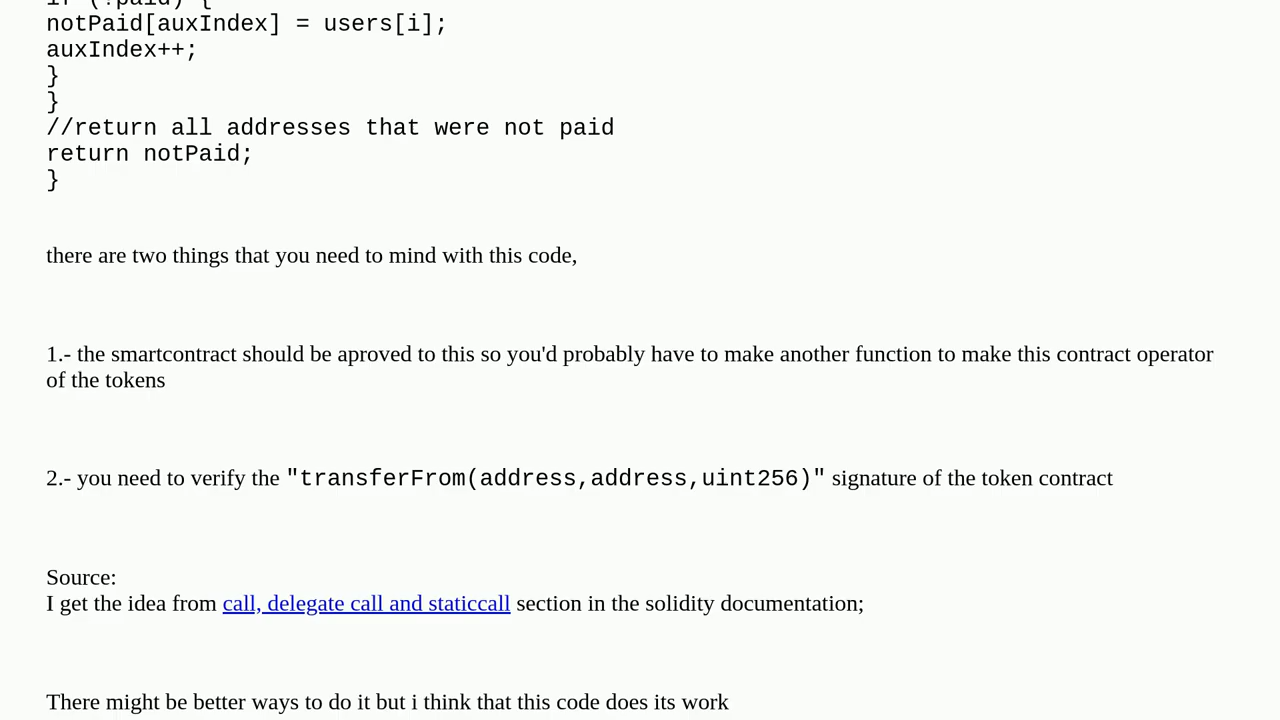 if (!paid) {
notPaid[auxIndex] = users[i];
auxIndex++;
}
}
//return all addresses that were not paid
return notPaid;
}
there are two things that you need to mind with this code,
1.- the smartcontract should be aproved to this so you'd probably have to make another function to make this contract operator
of the tokens
2.- you need to verify the "transferFrom(address,address,uint256)" signature of the token contract
Source:
I get the idea from call, delegate call and staticcall section in the solidity documentation;
There might be better ways to do it but i think that this code does its work